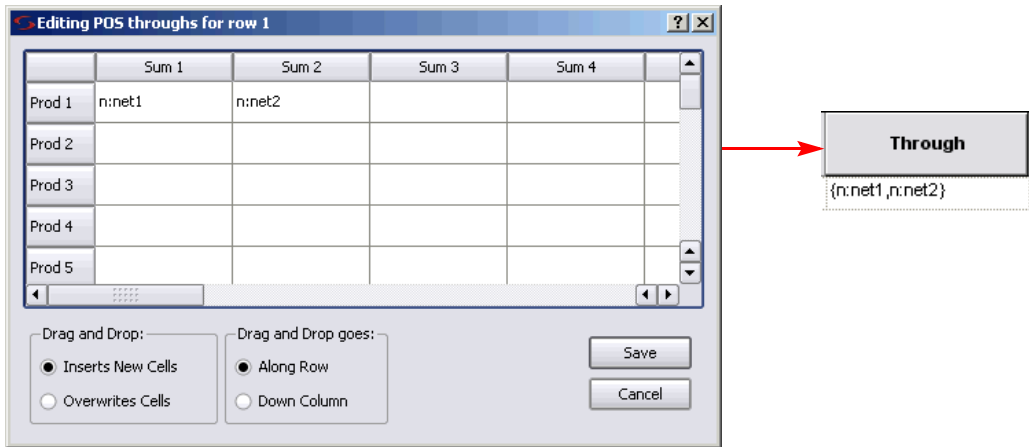 Editing POS throughs for row 1
Sum 1 Sum 2 Sum 3 Sum 4
Prod 1 n:net1 n:net2
Prod 2
Prod 3
Prod 4
Prod 5
Drag and Drop:
Inserts New Cells
Overwrites Cells
Drag and Drop goes:
Along Row
Down Column
Save
Cancel
Through
{n:net1,n:net2}